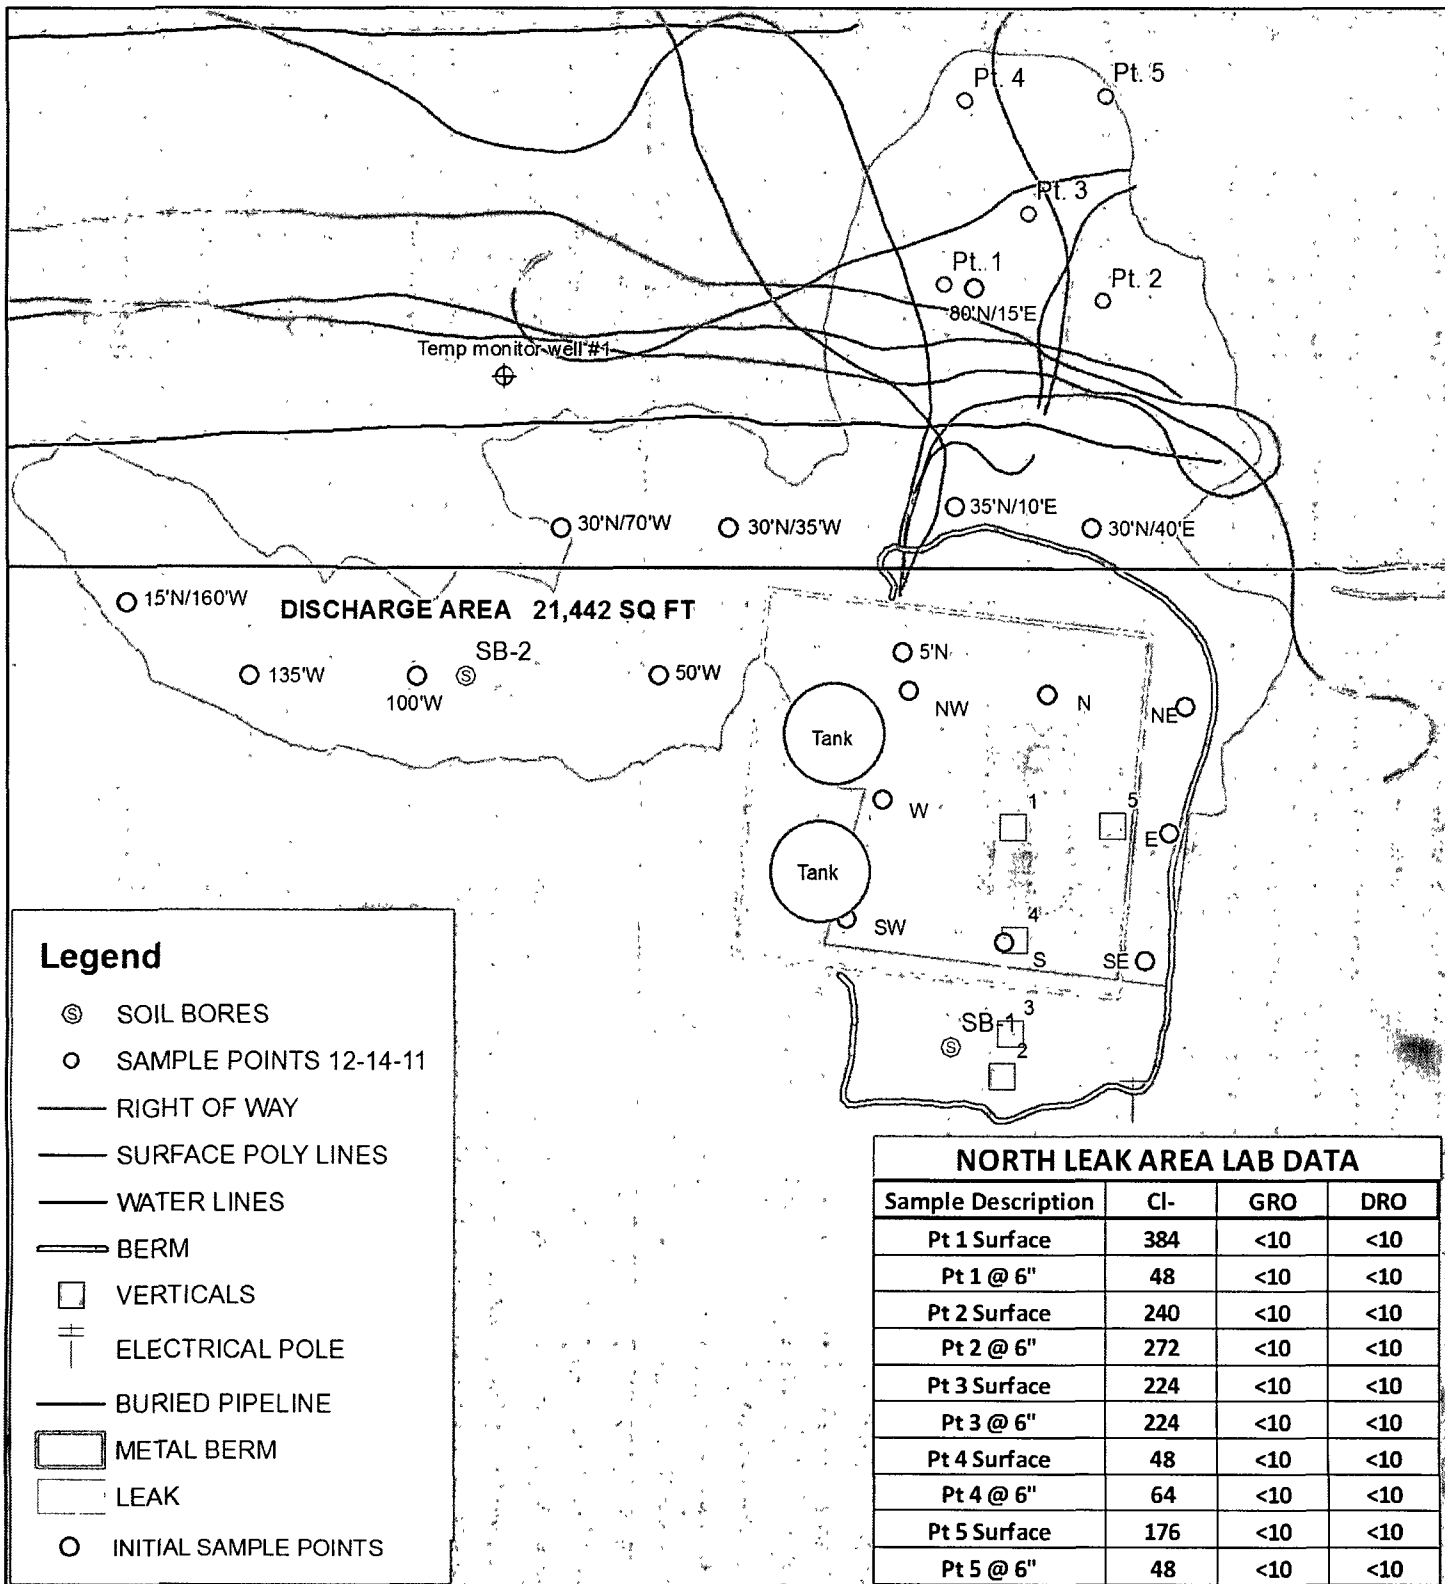 Pt. 4
Pt. 5
Pt. 3
Pt. 1
80'N/15'E
Pt. 2
Temp monitor well #1
30'N/70'W
30'N/35'W
35'N/10'E
30'N/40'E
15'N/160'W
DISCHARGE AREA 21,442 SQ FT
SB-2
135'W
100'W
50'W
5'N
NW
N
NE
Tank
W
1
5
E
Tank
SW
4
S
SE
SB-1
3
2
Legend
SOIL BORES
SAMPLE POINTS 12-14-11
RIGHT OF WAY
SURFACE POLY LINES
WATER LINES
BERM
VERTICALS
ELECTRICAL POLE
BURIED PIPELINE
METAL BERM
LEAK
INITIAL SAMPLE POINTS
NORTH LEAK AREA LAB DATA
Sample Description Cl- GRO DRO
Pt 1 Surface 384 <10 <10
Pt 1 @ 6" 48 <10 <10
Pt 2 Surface 240 <10 <10
Pt 2 @ 6" 272 <10 <10
Pt 3 Surface 224 <10 <10
Pt 3 @ 6" 224 <10 <10
Pt 4 Surface 48 <10 <10
Pt 4 @ 6" 64 <10 <10
Pt 5 Surface 176 <10 <10
Pt 5 @ 6" 48 <10 <10